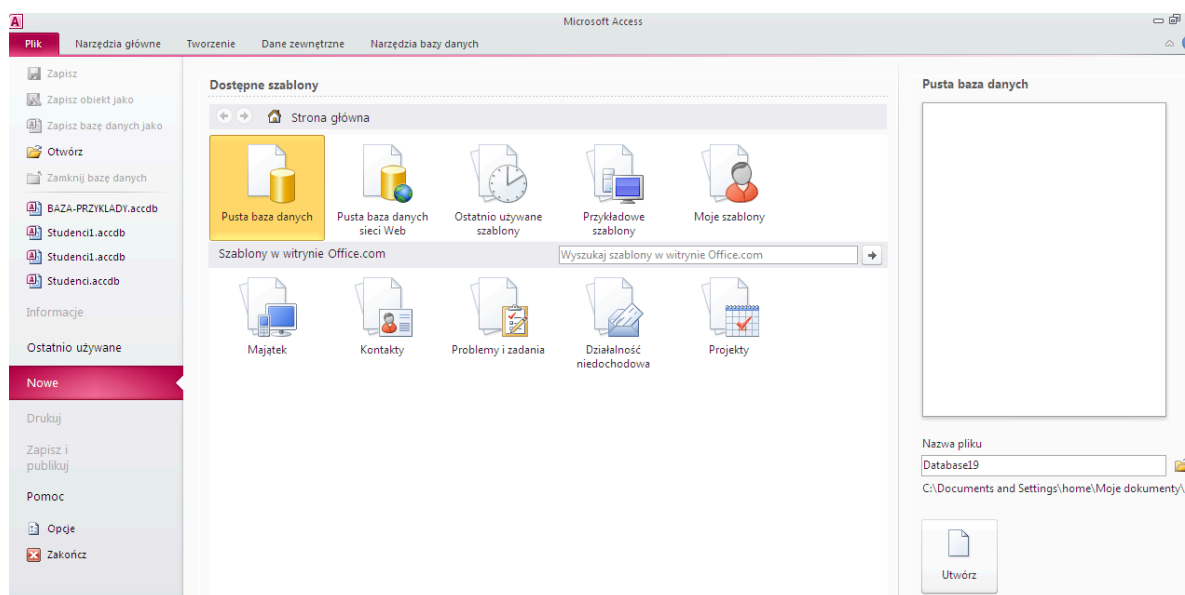 A
Microsoft Access
Plik
Narzędzia główne
Tworzenie
Dane zewnętrzne
Narzędzia bazy danych
Zapisz
Zapisz obiekt jako
Zapisz bazę danych jako
Otwórz
Zamknij bazę danych
BAZA-PRZYKLADY.accdb
Studenci1.accdb
Studenci1.accdb
Studenci.accdb
Informacje
Ostatnio używane
Nowe
Drukuj
Zapisz i
publikuj
Pomoc
Opcje
Zakończ
Dostępne szablony
Strona główna
Pusta baza danych
Pusta baza danych
sieci Web
Ostatnio używane
szablony
Przykładowe
szablony
Moje szablony
Szablony w witrynie Office.com
Wyszukaj szablony w witrynie Office.com
Majątek
Kontakty
Problemy i zadania
Działalność
niedochodowa
Projekty
Pusta baza danych
Nazwa pliku
Database19
C:\Documents and Settings\home\Moje dokumenty\
Utwórz